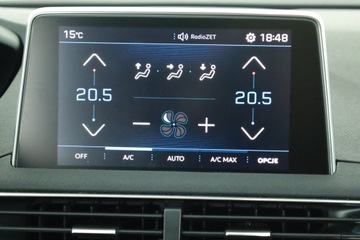 15°C RadioZET 18:48
20.5 20.5
OFF A/C AUTO A/C MAX OPCJE